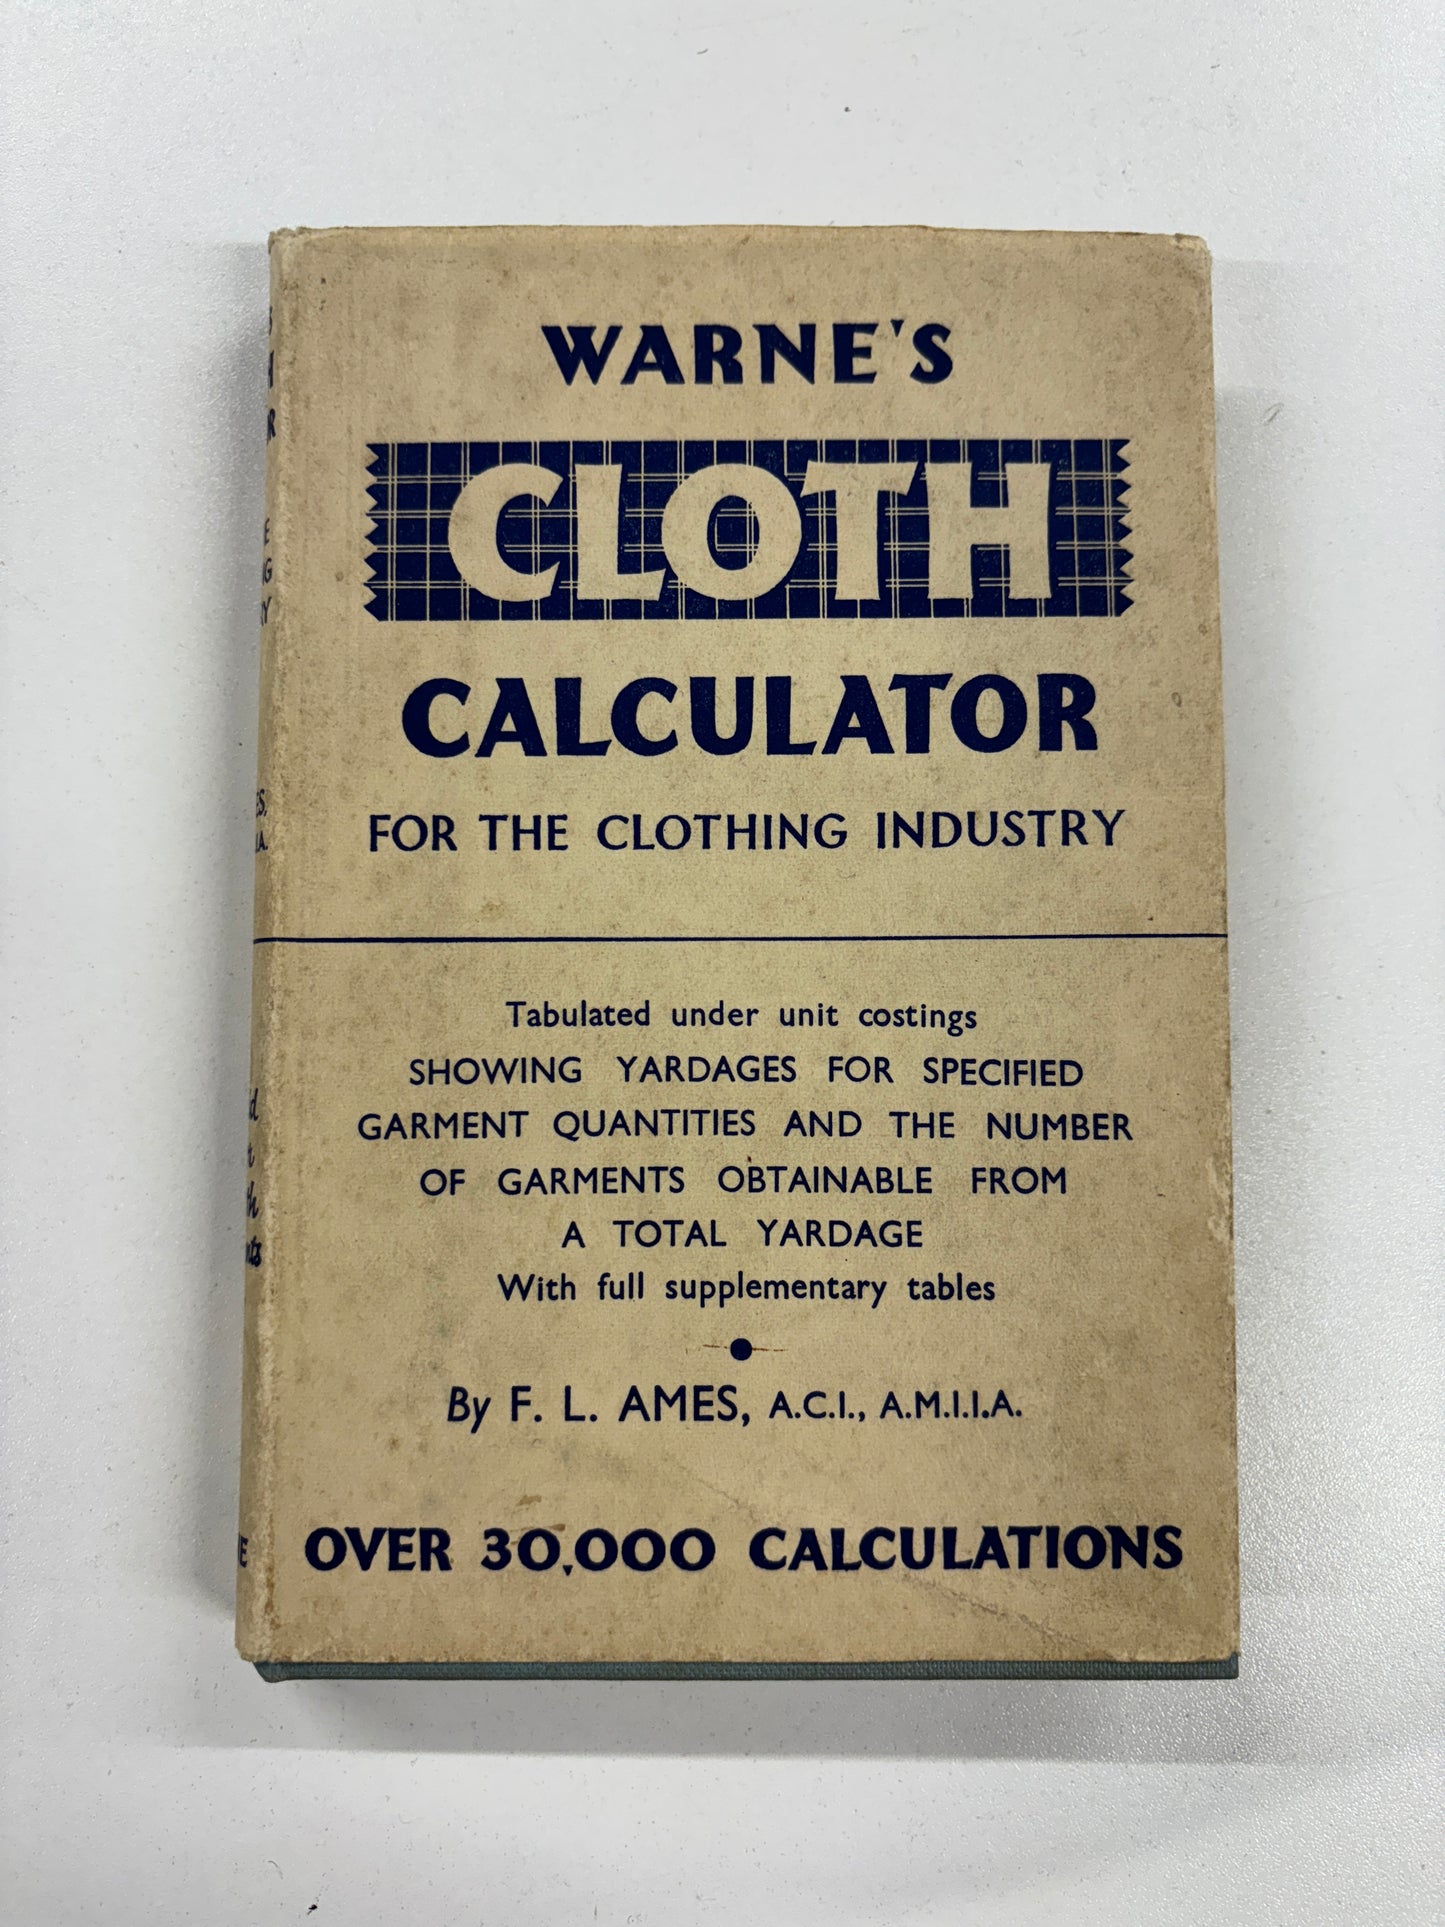 WARNE'S
CLOTH
CALCULATOR
FOR THE CLOTHING INDUSTRY
Tabulated under unit costings
SHOWING YARDAGES FOR SPECIFIED
GARMENT QUANTITIES AND THE NUMBER
OF GARMENTS OBTAINABLE FROM
A TOTAL YARDAGE
With full supplementary tables
By F. L. AMES, A.C.I., A.M.I.I.A.
OVER 30,000 CALCULATIONS